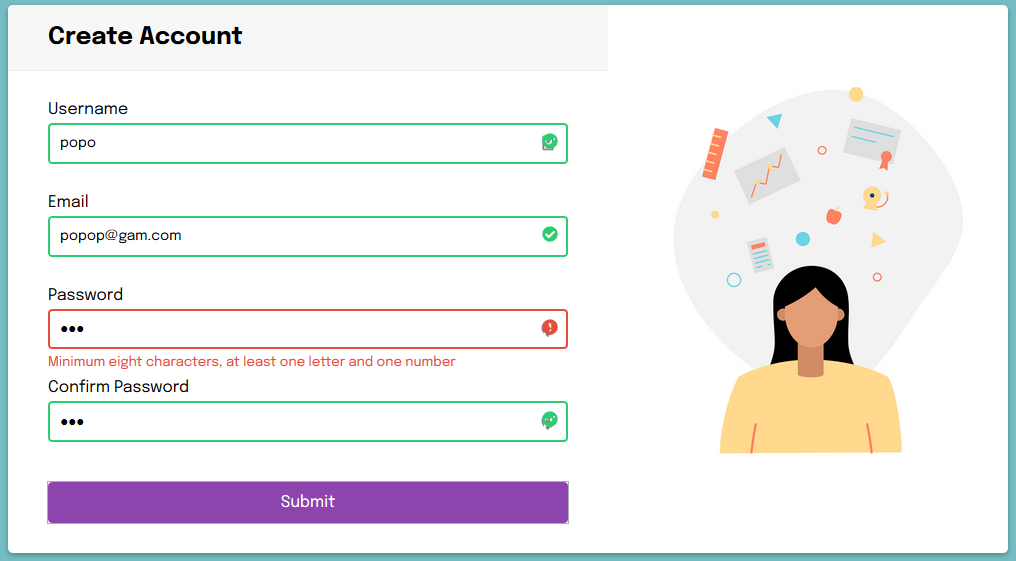 Create Account
Username
popo
Email
popop@gam.com
Password
•••
Minimum eight characters, at least one letter and one number
Confirm Password
•••
Submit